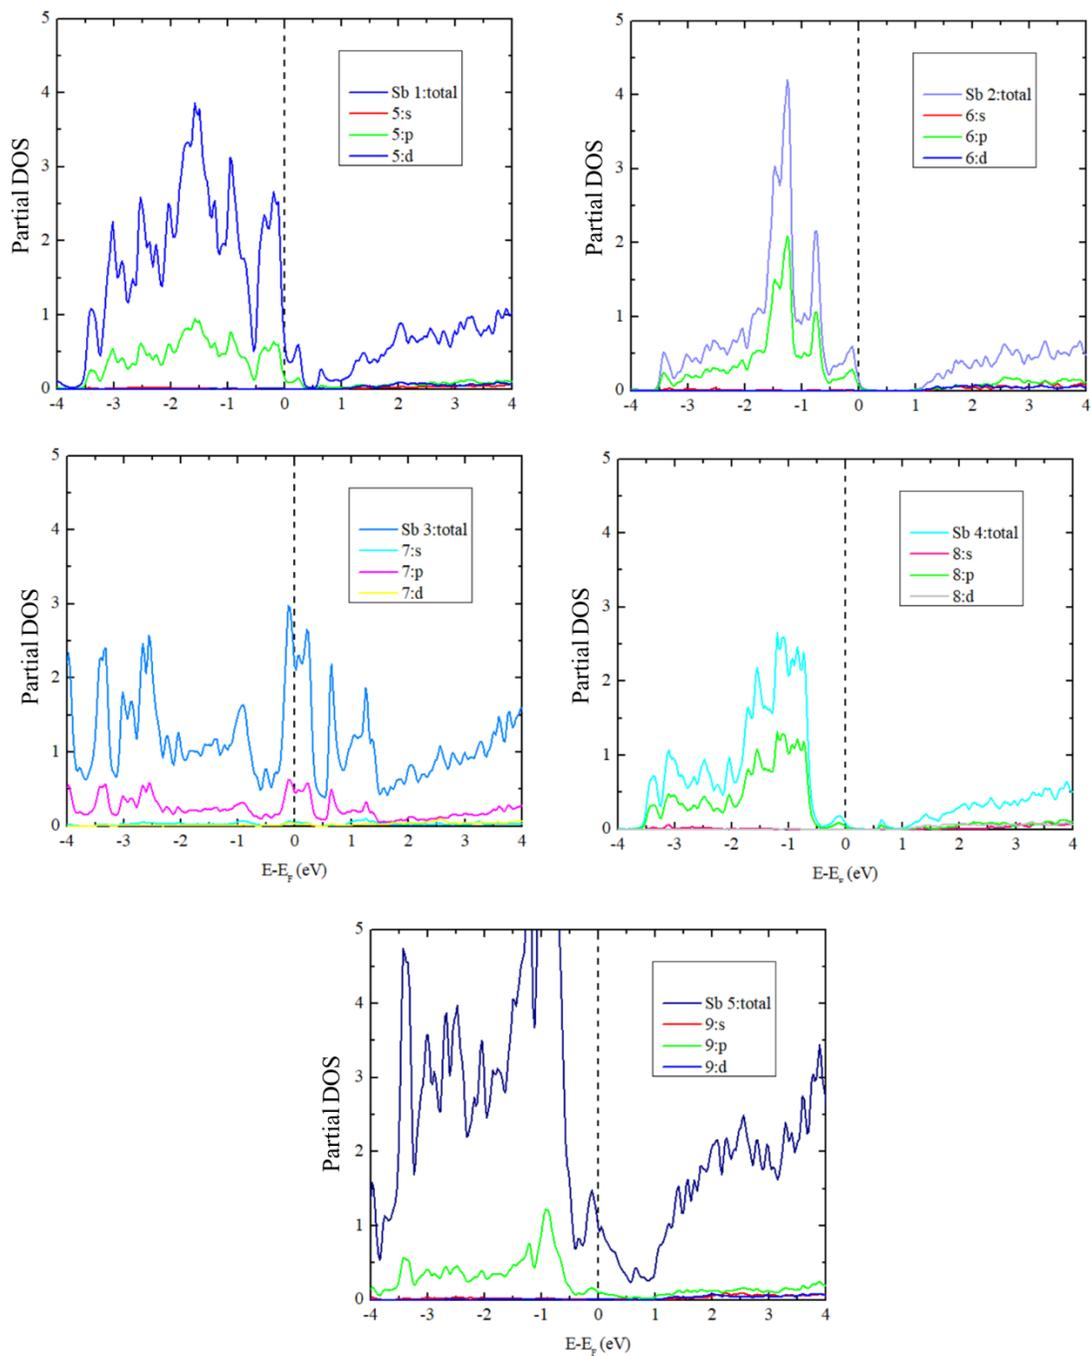 Partial DOS
5
4
3
2
1
0
Sb 1:total
5:s
5:p
5:d
-4 -3 -2 -1 0 1 2 3 4
Partial DOS
5
4
3
2
1
0
Sb 2:total
6:s
6:p
6:d
-4 -3 -2 -1 0 1 2 3 4
Partial DOS
5
4
3
2
1
0
Sb 3:total
7:s
7:p
7:d
-4 -3 -2 -1 0 1 2 3 4
E-E_F (eV)
Partial DOS
5
4
3
2
1
0
Sb 4:total
8:s
8:p
8:d
-4 -3 -2 -1 0 1 2 3 4
E-E_F (eV)
Partial DOS
5
4
3
2
1
0
Sb 5:total
9:s
9:p
9:d
-4 -3 -2 -1 0 1 2 3 4
E-E_F (eV)